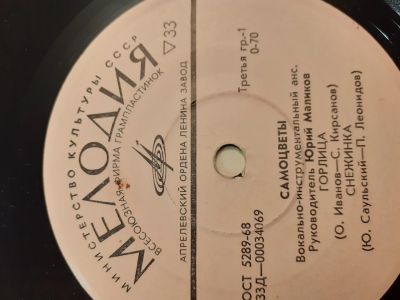 МИНИСТЕРСТВО КУЛЬТУРЫ СССР
МЕЛОДИЯ
ВСЕСОЮЗНАЯ ФИРМА ГРАМПЛАСТИНОК
АПРЕЛЕВСКИЙ ОРДЕНА ЛЕНИНА ЗАВОД
▽33
Третья гр.-1
0-70
ОСТ 5289-68
33Д—00034069
САМОЦВЕТЫ
Вокально-инструментальный анс.
Руководитель Юрий Маликов
ГОРЛИЦА
(О. Иванов—С. Кирсанов)
СНЕЖИНКА
(Ю. Саульский—П. Леонидов)